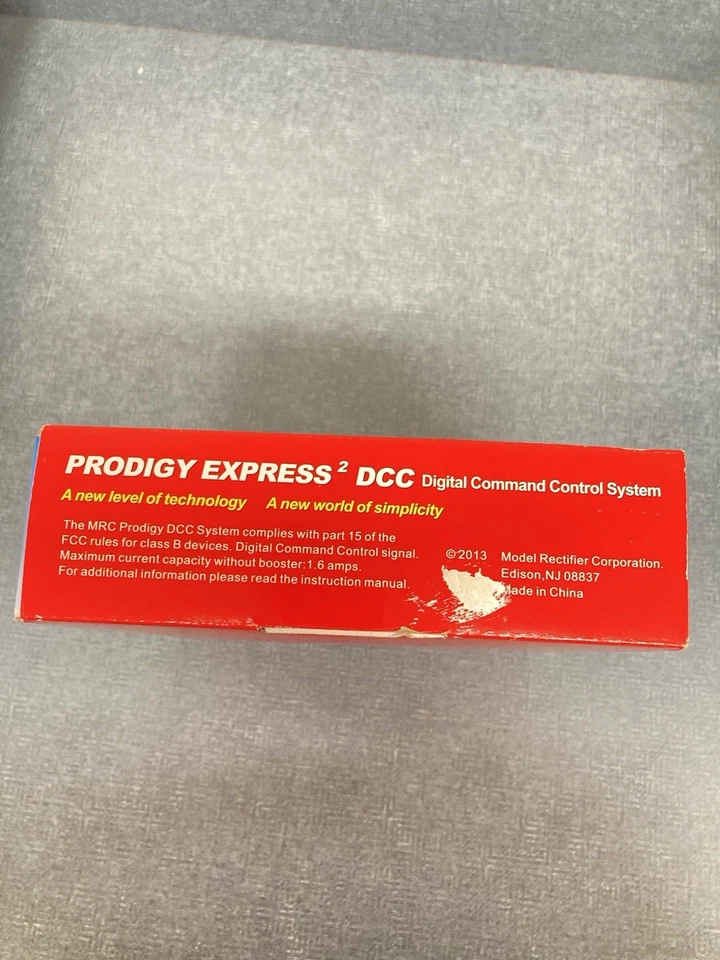 PRODIGY EXPRESS ² DCC Digital Command Control System
A new level of technology A new world of simplicity
The MRC Prodigy DCC System complies with part 15 of the
FCC rules for class B devices. Digital Command Control signal.
Maximum current capacity without booster:1.6 amps.
For additional information please read the instruction manual.
©2013 Model Rectifier Corporation.
Edison,NJ 08837
Made in China